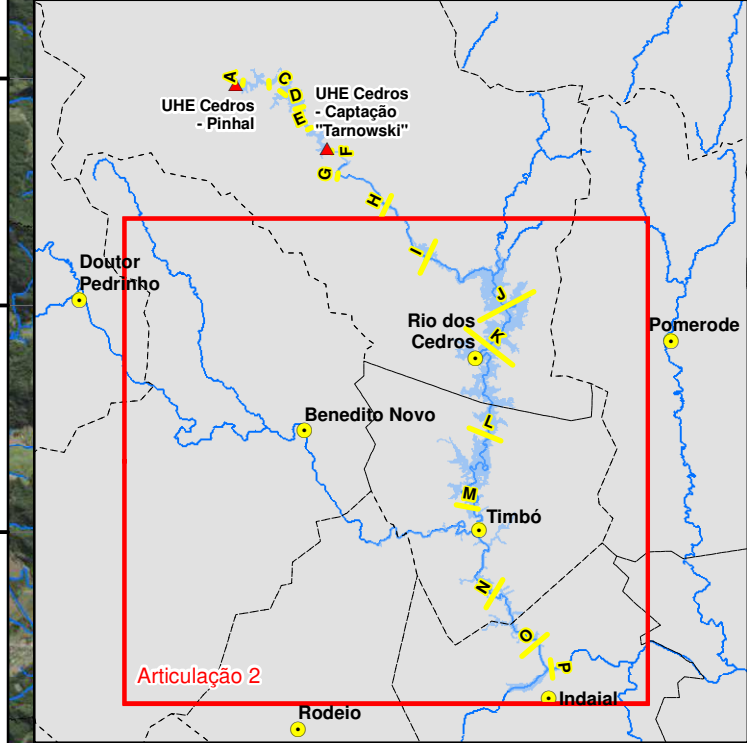 A
C
D
E
UHE Cedros
- Pinhal
UHE Cedros
- Captação
"Tarnowski"
F
G
H
I
Doutor
Pedrinho
J
Rio dos
Cedros
K
Pomerode
Benedito Novo
L
M
Timbó
N
O
P
Articulação 2
Indaial
Rodeio